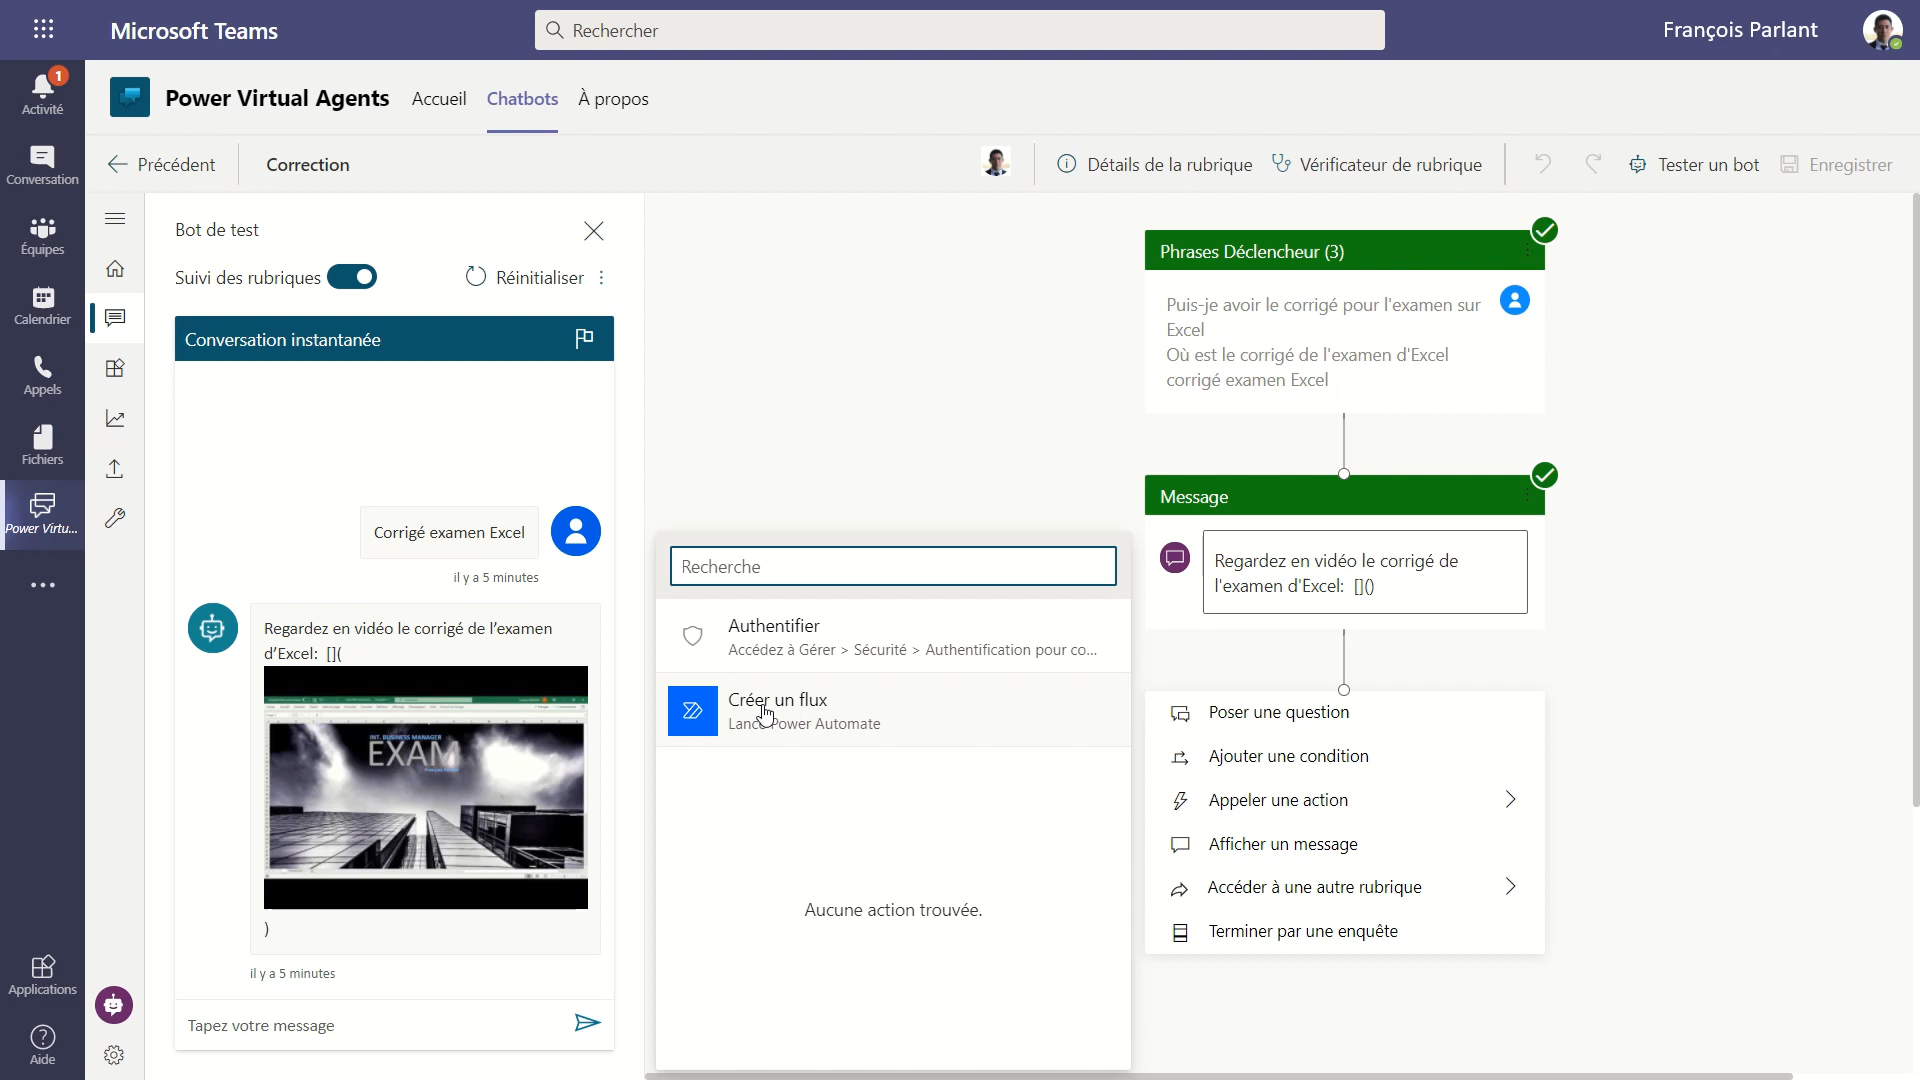 Microsoft Teams
Rechercher
François Parlant
1
Activité
Conversation
Équipes
Calendrier
Appels
Fichiers
Power Virtu...
Applications
Aide
Power Virtual Agents
Accueil
Chatbots
À propos
Précédent
Correction
Détails de la rubrique
Vérificateur de rubrique
Tester un bot
Enregistrer
Bot de test
Suivi des rubriques
Réinitialiser
Conversation instantanée
Corrigé examen Excel
il y a 5 minutes
Regardez en vidéo le corrigé de l’examen
d’Excel: [](
INT. BUSINESS MANAGER
EXAM
)
il y a 5 minutes
Tapez votre message
Recherche
Authentifier
Accédez à Gérer > Sécurité > Authentification pour co...
Créer un flux
Lance Power Automate
Aucune action trouvée.
Phrases Déclencheur (3)
Puis-je avoir le corrigé pour l'examen sur
Excel
Où est le corrigé de l'examen d'Excel
corrigé examen Excel
Message
Regardez en vidéo le corrigé de
l'examen d'Excel: []()
Poser une question
Ajouter une condition
Appeler une action
Afficher un message
Accéder à une autre rubrique
Terminer par une enquête